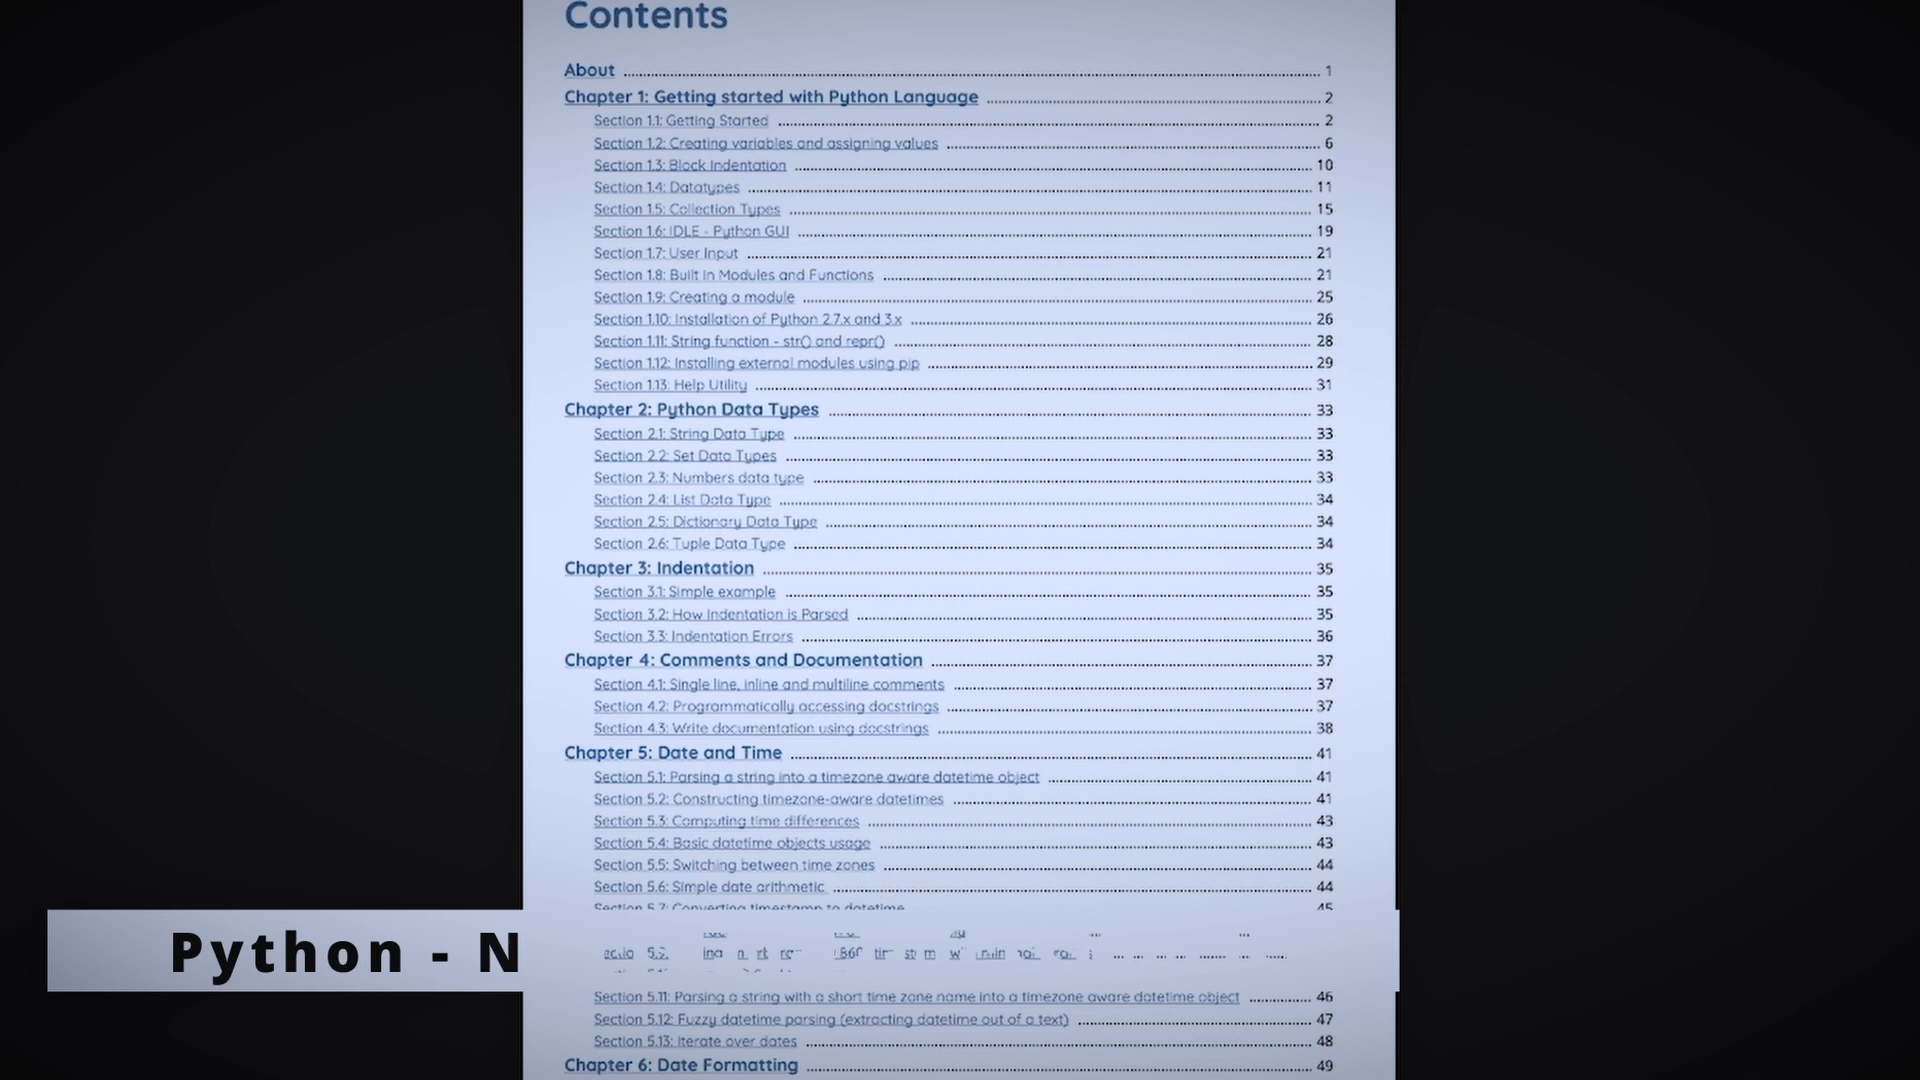 Contents
About ........ 1
Chapter 1: Getting started with Python Language ........ 2
Section 1.1: Getting Started ........ 2
Section 1.2: Creating variables and assigning values ........ 6
Section 1.3: Block Indentation ........ 10
Section 1.4: Datatypes ........ 11
Section 1.5: Collection Types ........ 15
Section 1.6: IDLE - Python GUI ........ 19
Section 1.7: User Input ........ 21
Section 1.8: Built in Modules and Functions ........ 21
Section 1.9: Creating a module ........ 25
Section 1.10: Installation of Python 2.7.x and 3.x ........ 26
Section 1.11: String function - str() and repr() ........ 28
Section 1.12: Installing external modules using pip ........ 29
Section 1.13: Help Utility ........ 31
Chapter 2: Python Data Types ........ 33
Section 2.1: String Data Type ........ 33
Section 2.2: Set Data Types ........ 33
Section 2.3: Numbers data type ........ 33
Section 2.4: List Data Type ........ 34
Section 2.5: Dictionary Data Type ........ 34
Section 2.6: Tuple Data Type ........ 34
Chapter 3: Indentation ........ 35
Section 3.1: Simple example ........ 35
Section 3.2: How Indentation is Parsed ........ 35
Section 3.3: Indentation Errors ........ 36
Chapter 4: Comments and Documentation ........ 37
Section 4.1: Single line, inline and multiline comments ........ 37
Section 4.2: Programmatically accessing docstrings ........ 37
Section 4.3: Write documentation using docstrings ........ 38
Chapter 5: Date and Time ........ 41
Section 5.1: Parsing a string into a timezone aware datetime object ........ 41
Section 5.2: Constructing timezone-aware datetimes ........ 41
Section 5.3: Computing time differences ........ 43
Section 5.4: Basic datetime objects usage ........ 43
Section 5.5: Switching between time zones ........ 44
Section 5.6: Simple date arithmetic ........ 44
Section 5.7: Converting timestamp to datetime ........ 45
Python - N
Section 5.11: Parsing a string with a short time zone name into a timezone aware datetime object ........ 46
Section 5.12: Fuzzy datetime parsing (extracting datetime out of a text) ........ 47
Section 5.13: Iterate over dates ........ 48
Chapter 6: Date Formatting ........ 49